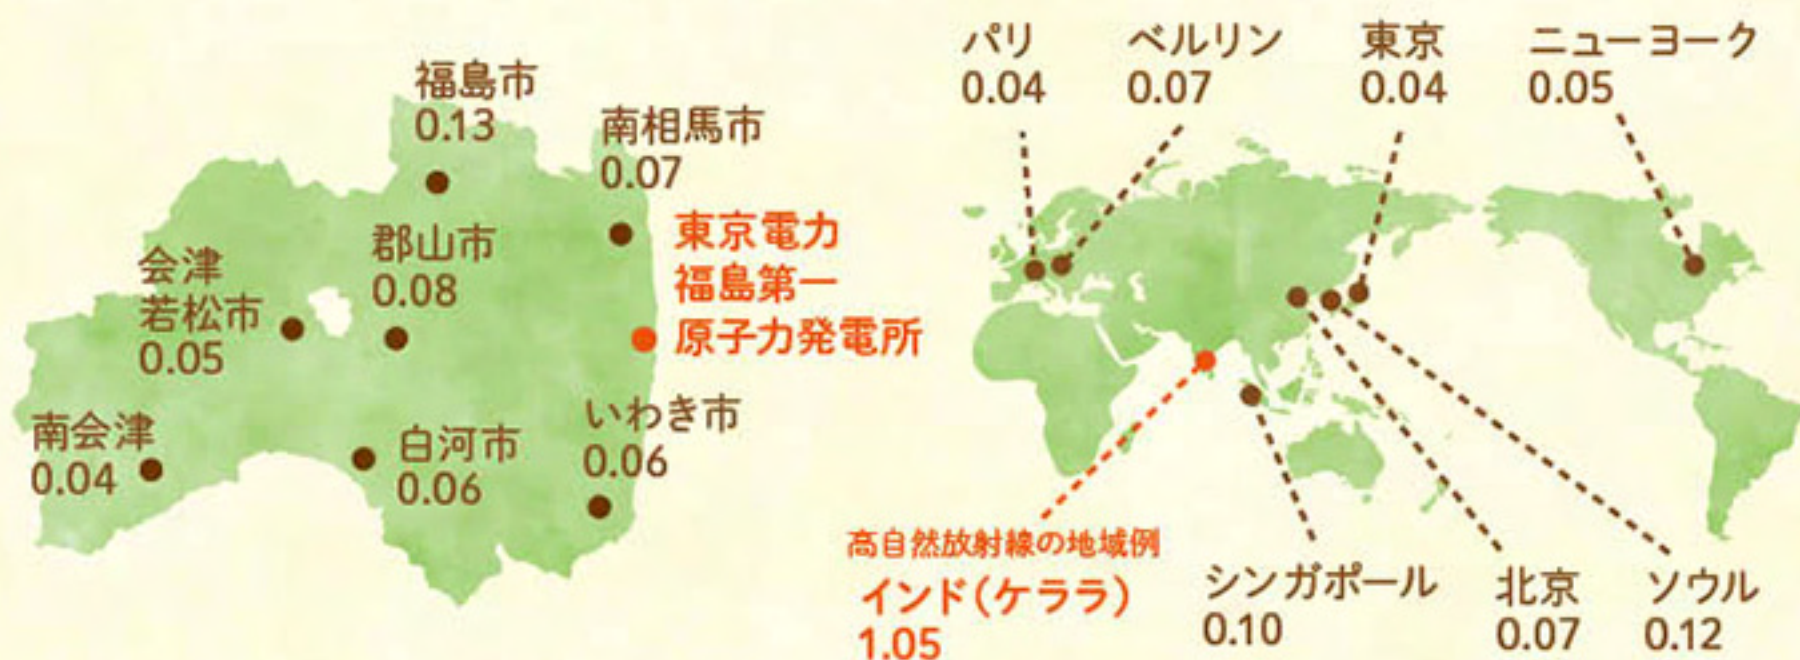 福島市
0.13
南相馬市
0.07
東京電力
福島第一
原子力発電所
郡山市
0.08
会津
若松市
0.05
南会津
0.04
白河市
0.06
いわき市
0.06
パリ
0.04
ベルリン
0.07
東京
0.04
ニューヨーク
0.05
高自然放射線の地域例
インド(ケララ)
1.05
シンガポール
0.10
北京
0.07
ソウル
0.12